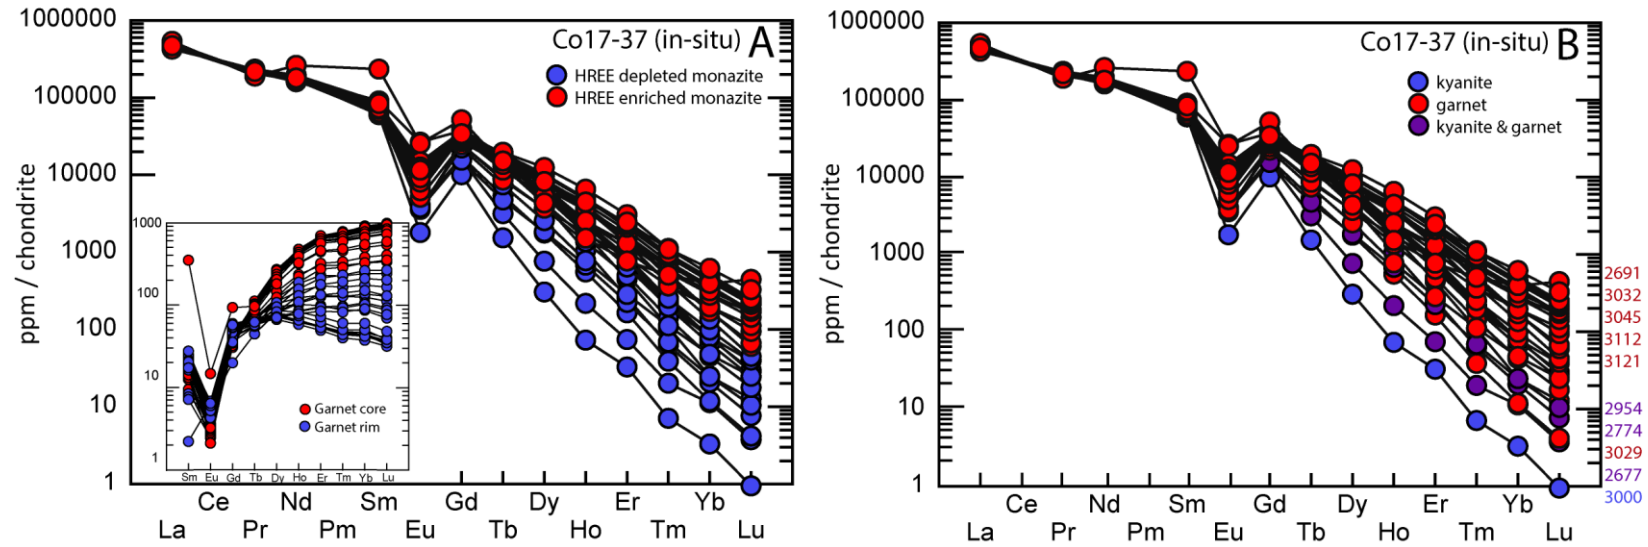 Co17-37 (in-situ) A
HREE depleted monazite
HREE enriched monazite
ppm / chondrite
1000000
100000
10000
1000
100
10
1
1000
100
10
1
Garnet core
Garnet rim
Sm Eu Gd Tb Dy Ho Er Tm Yb Lu
Ce Nd Sm Gd Dy Er Yb
La Pr Pm Eu Tb Ho Tm Lu
Co17-37 (in-situ) B
kyanite
garnet
kyanite & garnet
ppm / chondrite
1000000
100000
10000
1000
100
10
1
2691
3032
3045
3112
3121
2954
2774
3029
2677
3000
Ce Nd Sm Gd Dy Er Yb
La Pr Pm Eu Tb Ho Tm Lu